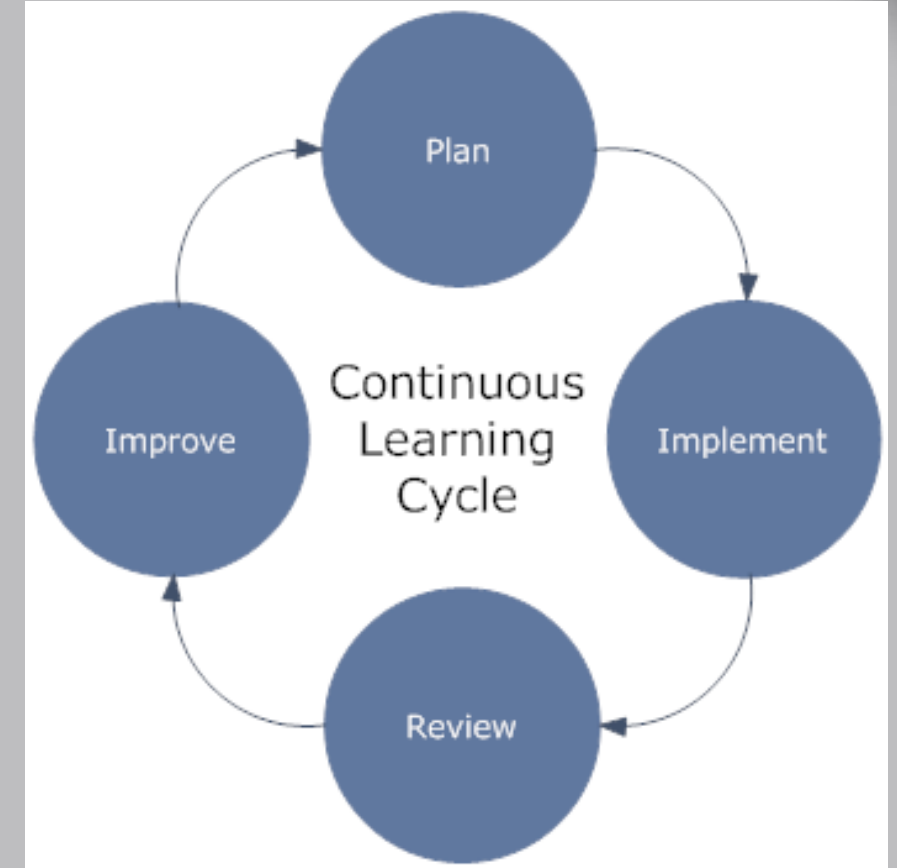 Plan
Continuous
Learning
Cycle
Improve
Implement
Review